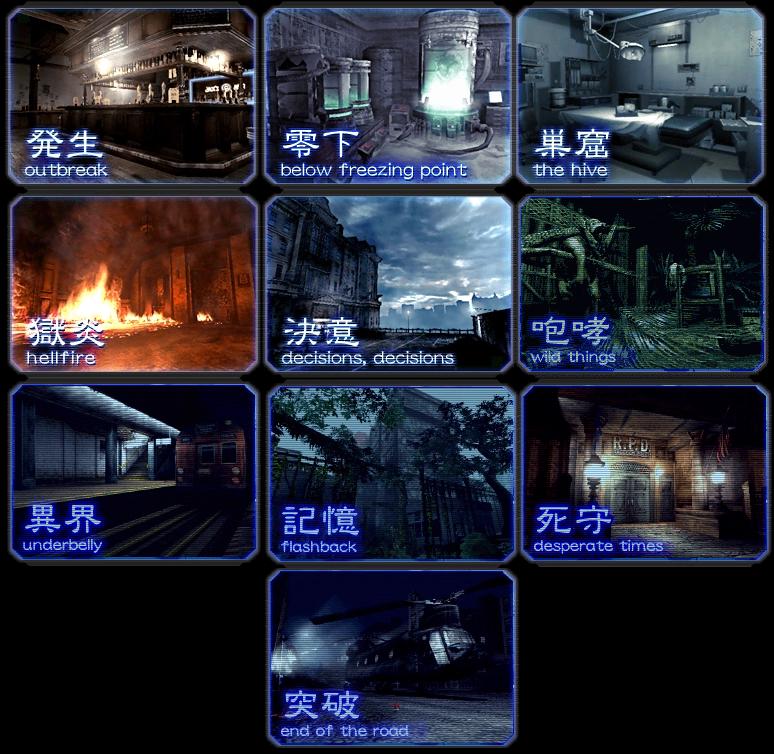 発生
outbreak
零下
below freezing point
巣窟
the hive
獄炎
hellfire
決意
decisions, decisions
咆哮
wild things
異界
underbelly
記憶
flashback
R.P.D.
死守
desperate times
突破
end of the road